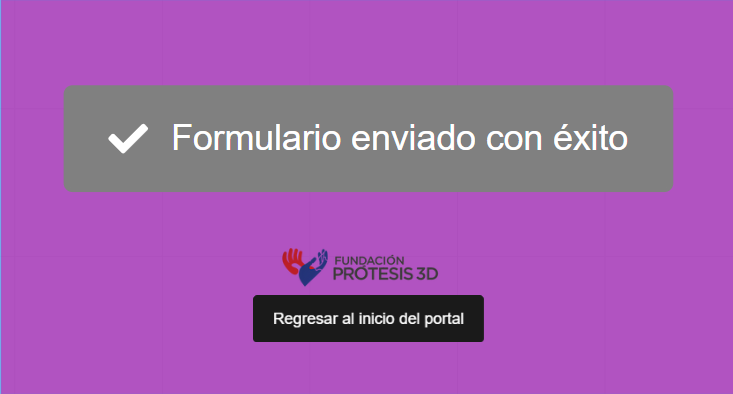 Formulario enviado con éxito
FUNDACIÓN
PRÓTESIS 3D
Regresar al inicio del portal